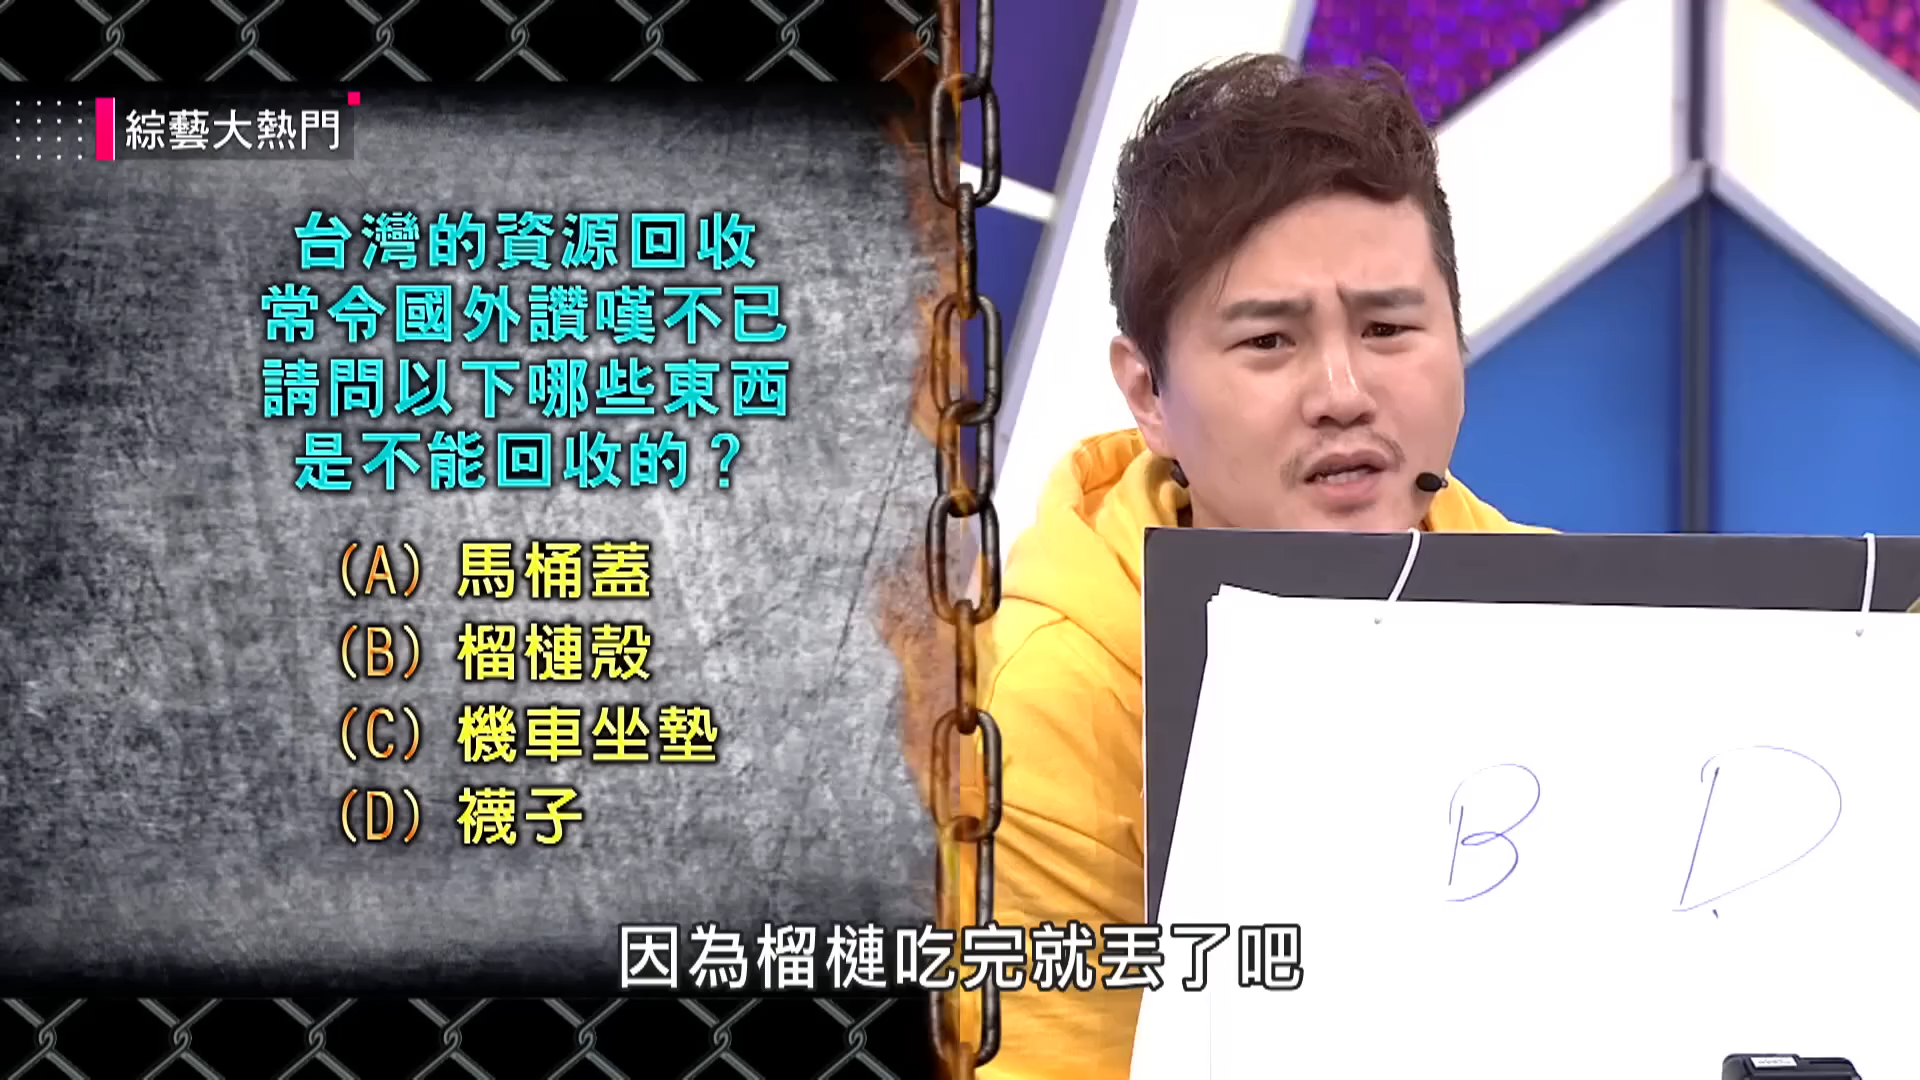 綜藝大熱門
台灣的資源回收
常令國外讚嘆不已
請問以下哪些東西
是不能回收的？
(A) 馬桶蓋
(B) 榴槤殼
(C) 機車坐墊
(D) 襪子
B D
因為榴槤吃完就丟了吧